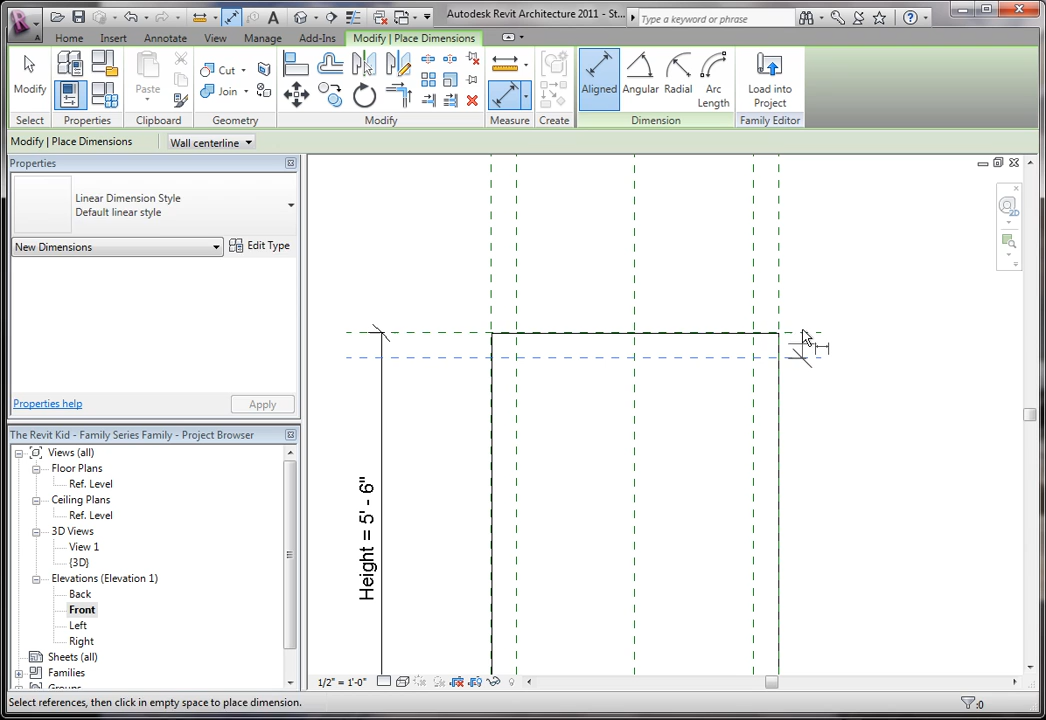 Autodesk Revit Architecture 2011 - St...
Type a keyword or phrase
Home Insert Annotate View Manage Add-Ins Modify | Place Dimensions
Modify
Paste
Cut
Join
Aligned Angular Radial Arc Length
Load into Project
Select Properties Clipboard Geometry Modify Measure Create Dimension Family Editor
Modify | Place Dimensions Wall centerline
Properties
Linear Dimension Style
Default linear style
New Dimensions Edit Type
Properties help Apply
The Revit Kid - Family Series Family - Project Browser
Views (all)
Floor Plans
Ref. Level
Ceiling Plans
Ref. Level
3D Views
View 1
{3D}
Elevations (Elevation 1)
Back
Front
Left
Right
Sheets (all)
Families
Groups
Height = 5' - 6"
2D
1/2" = 1'-0"
Select references, then click in empty space to place dimension.
:0